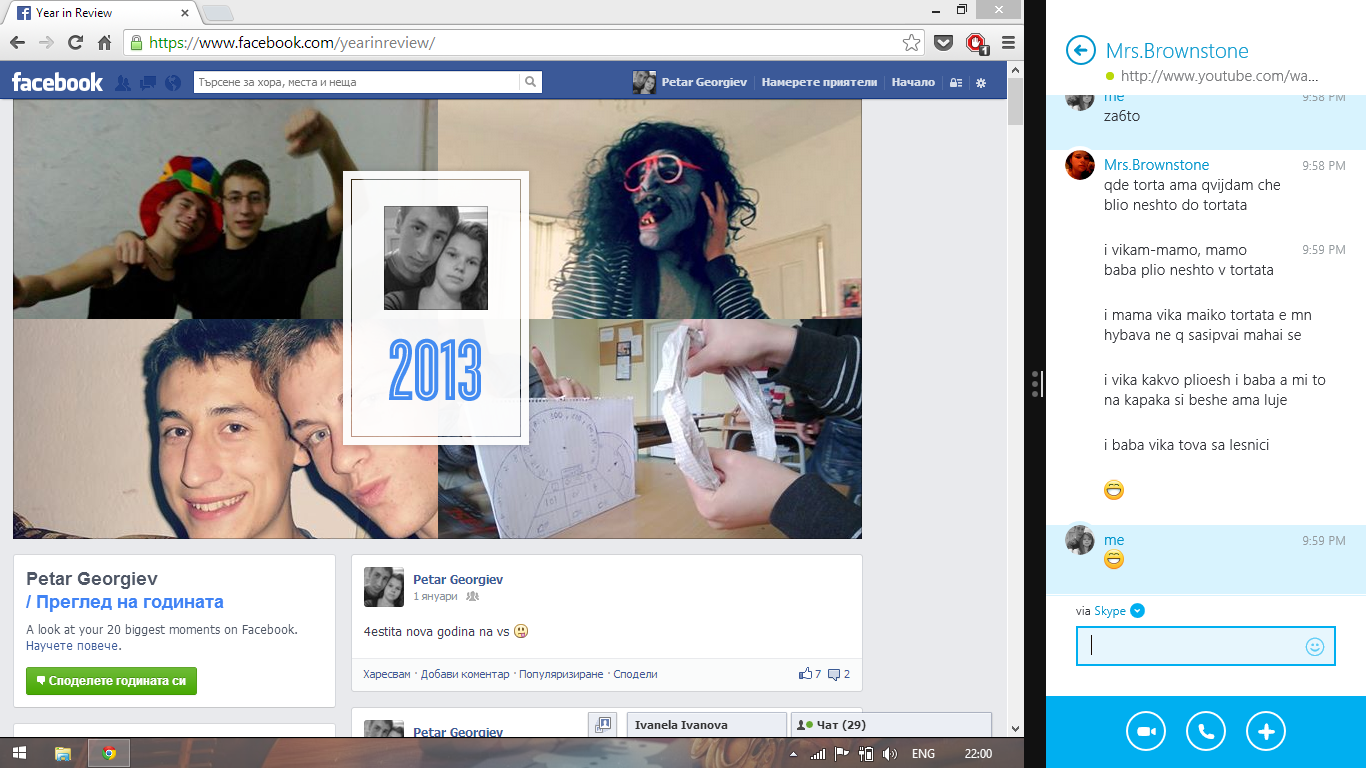 Year in Review
https://www.facebook.com/yearinreview/
1
facebook
Търсене за хора, места и неща
Petar Georgiev
Намерете приятели
Начало
2013
Petar Georgiev
/ Преглед на годината
A look at your 20 biggest moments on Facebook.
Научете повече.
Споделете годината си
Petar Georgiev
1 януари
4estita nova godina na vs
Харесвам · Добави коментар · Популяризиране · Сподели
7
2
Petar Georgiev
Ivanela Ivanova
Чат (29)
ENG
22:00
Mrs.Brownstone
http://www.youtube.com/wa...
me
9:58 PM
za6to
Mrs.Brownstone
9:58 PM
qde torta ama qvijdam che
blio neshto do tortata
i vikam-mamo, mamo
9:59 PM
baba plio neshto v tortata
i mama vika maiko tortata e mn
hybava ne q sasipvai mahai se
i vika kakvo plioesh i baba a mi to
na kapaka si beshe ama luje
i baba vika tova sa lesnici
me
9:59 PM
via Skype